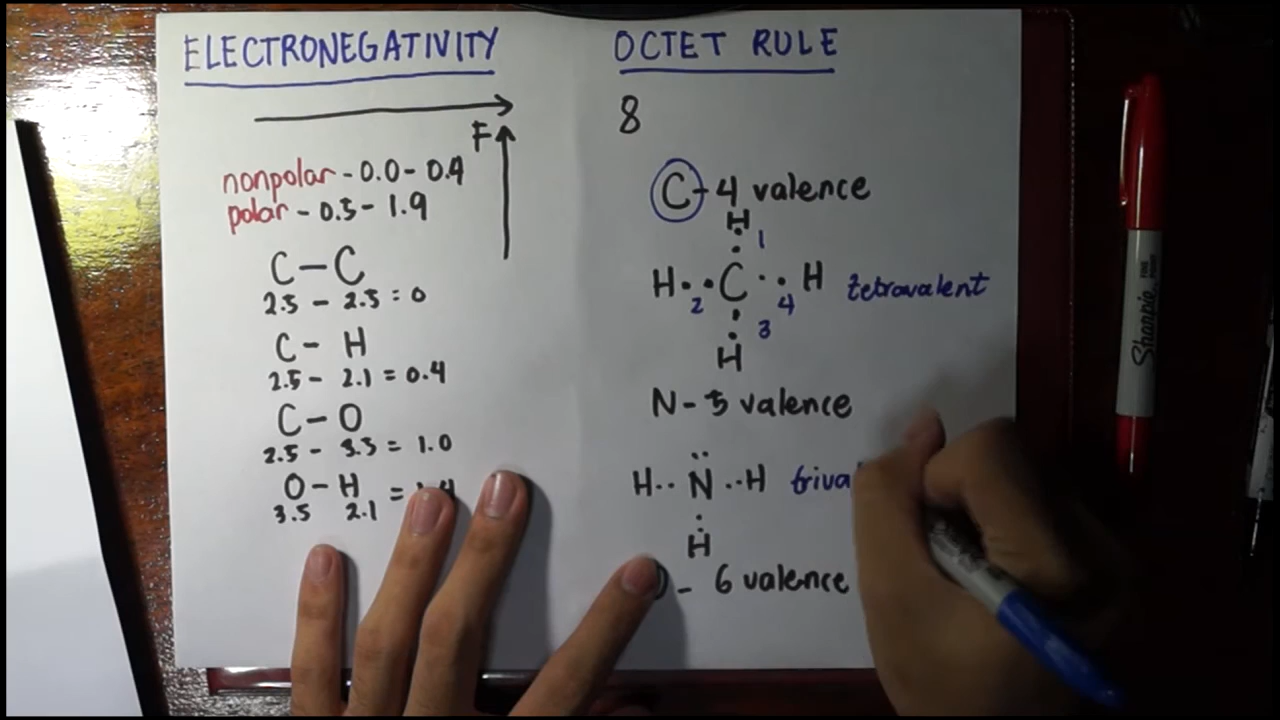 ELECTRONEGATIVITY
F
nonpolar - 0.0 - 0.4
polar - 0.5 - 1.9
C - C
2.5 - 2.5 = 0
C - H
2.5 - 2.1 = 0.4
C - O
2.5 - 3.5 = 1.0
O - H =
3.5 2.1
OCTET RULE
8
C - 4 valence
H
1
H C H tetravalent
2 4
3
H
N - 5 valence
H N H
H
- 6 valence
Sharpie